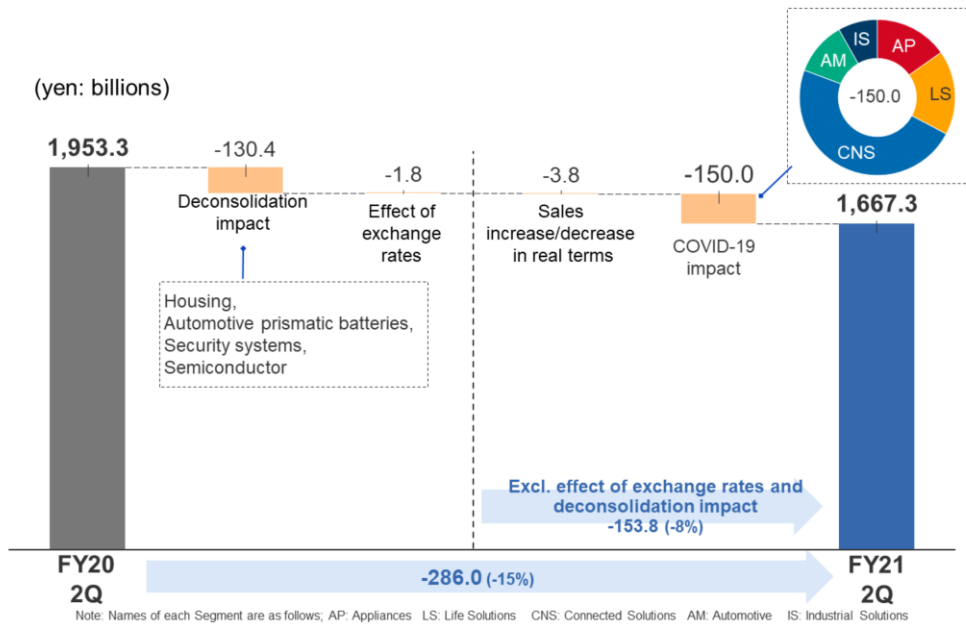 (yen: billions)
1,953.3
-130.4
Deconsolidation
impact
-1.8
Effect of
exchange
rates
-3.8
Sales
increase/decrease
in real terms
-150.0
COVID-19
impact
IS
AP
AM
LS
-150.0
CNS
1,667.3
Housing,
Automotive prismatic batteries,
Security systems,
Semiconductor
Excl. effect of exchange rates and
deconsolidation impact
-153.8 (-8%)
FY20
2Q
-286.0 (-15%)
FY21
2Q
Note: Names of each Segment are as follows; AP: Appliances LS: Life Solutions CNS: Connected Solutions AM: Automotive IS: Industrial Solutions